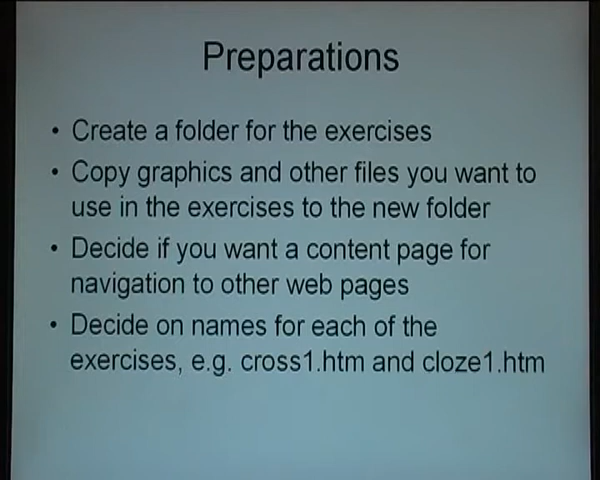 Preparations
• Create a folder for the exercises
• Copy graphics and other files you want to
use in the exercises to the new folder
• Decide if you want a content page for
navigation to other web pages
• Decide on names for each of the
exercises, e.g. cross1.htm and cloze1.htm